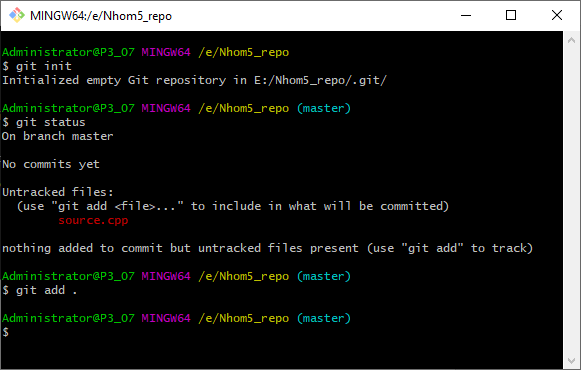 MINGW64:/e/Nhom5_repo
Administrator@P3_07 MINGW64 /e/Nhom5_repo
$ git init
Initialized empty Git repository in E:/Nhom5_repo/.git/
Administrator@P3_07 MINGW64 /e/Nhom5_repo (master)
$ git status
On branch master
No commits yet
Untracked files:
  (use "git add <file>..." to include in what will be committed)
        source.cpp
nothing added to commit but untracked files present (use "git add" to track)
Administrator@P3_07 MINGW64 /e/Nhom5_repo (master)
$ git add .
Administrator@P3_07 MINGW64 /e/Nhom5_repo (master)
$